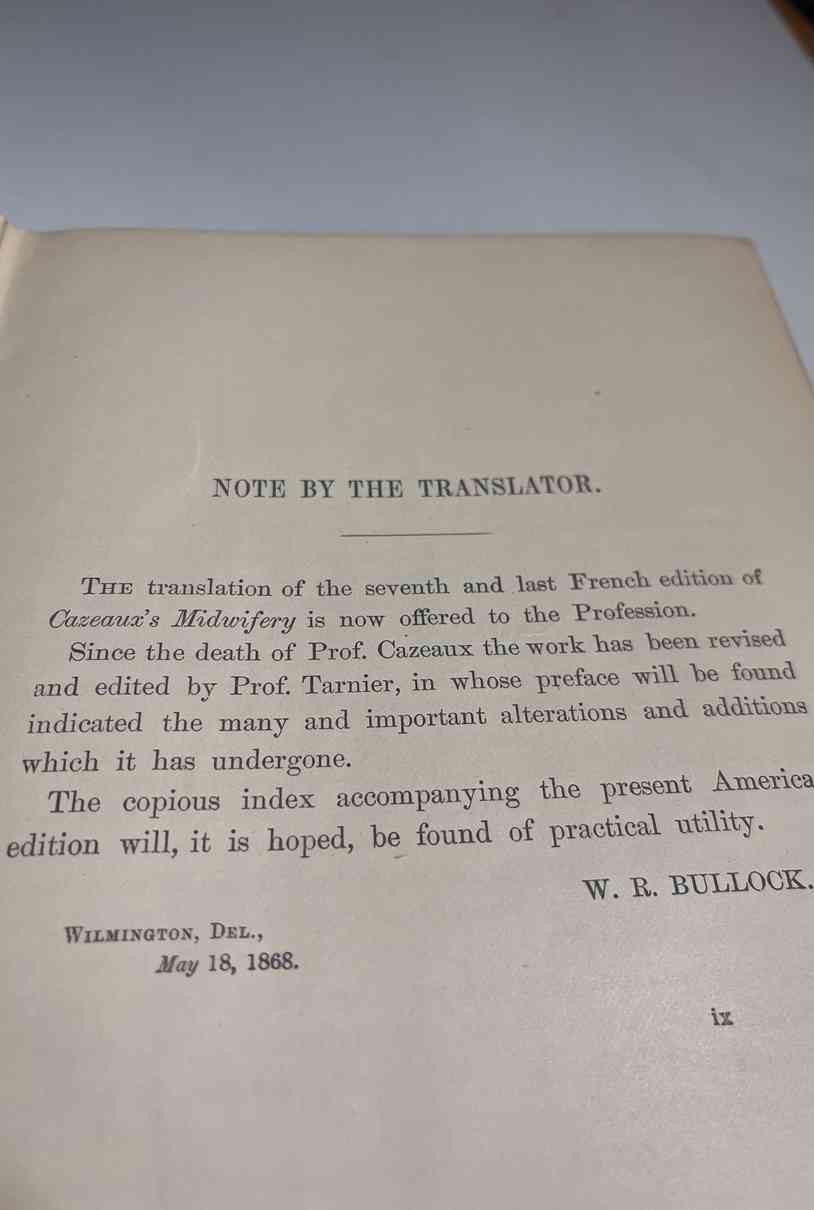 NOTE BY THE TRANSLATOR.
THE translation of the seventh and last French edition of
Cazeaux's Midwifery is now offered to the Profession.
Since the death of Prof. Cazeaux the work has been revised
and edited by Prof. Tarnier, in whose preface will be found
indicated the many and important alterations and additions
which it has undergone.
The copious index accompanying the present America
edition will, it is hoped, be found of practical utility.
W. R. BULLOCK.
WILMINGTON, DEL.,
May 18, 1868.
ix